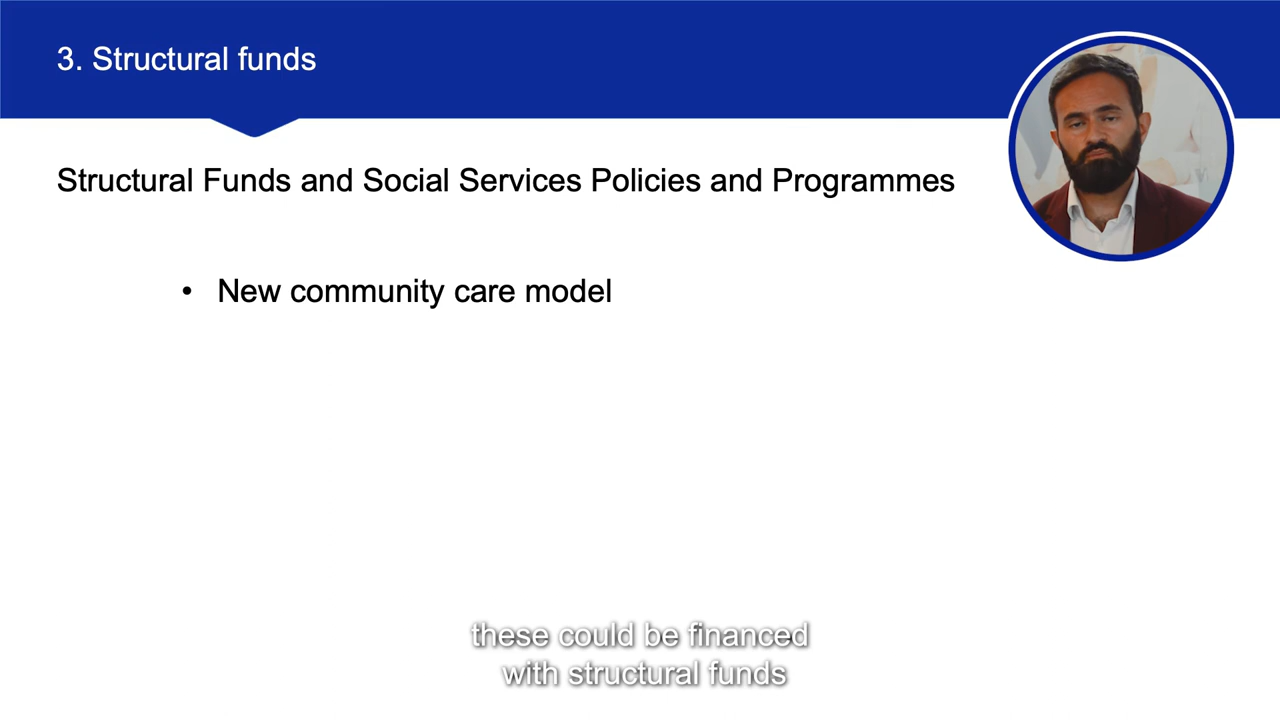 3. Structural funds
Structural Funds and Social Services Policies and Programmes
• New community care model
these could be financed
with structural funds